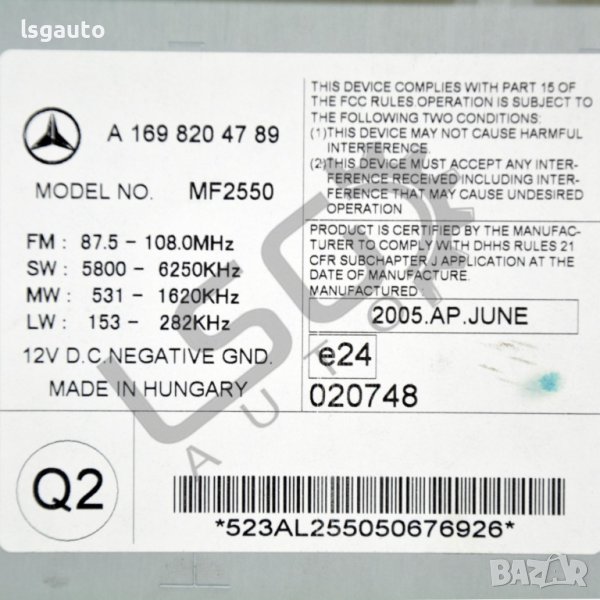 lsgauto
A 169 820 47 89
MODEL NO. MF2550
FM : 87.5 - 108.0MHz
SW : 5800 - 6250KHz
MW : 531 - 1620KHz
LW : 153 - 282KHz
12V D.C.NEGATIVE GND.
MADE IN HUNGARY
THIS DEVICE COMPLIES WITH PART 15 OF
THE FCC RULES OPERATION IS SUBJECT TO
THE FOLLOWING TWO CONDITIONS:
(1)THIS DEVICE MAY NOT CAUSE HARMFUL
INTERFERENCE.
(2)THIS DEVICE MUST ACCEPT ANY INTER-
FERENCE RECEIVED INCLUDING INTER-
FERENCE THAT MAY CAUSE UNDESIRED
OPERATION
PRODUCT IS CERTIFIED BY THE MANUFAC-
TURER TO COMPLY WITH DHHS RULES 21
CFR SUBCHAPTER J APPLICATION AT THE
DATE OF MANUFACTURE.
MANUFACTURED :
2005.AP.JUNE
e24
020748
Q2
*523AL255050676926*
LSG
AUTO
BAZAR